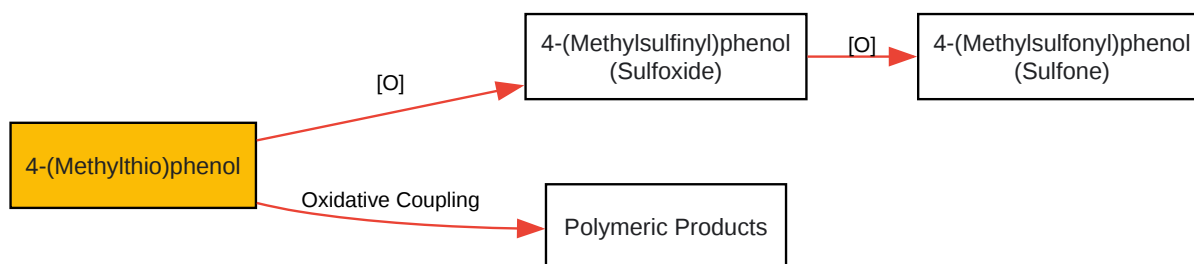 4-(Methylthio)phenol
[O]
4-(Methylsulfinyl)phenol
(Sulfoxide)
[O]
4-(Methylsulfonyl)phenol
(Sulfone)
Oxidative Coupling
Polymeric Products